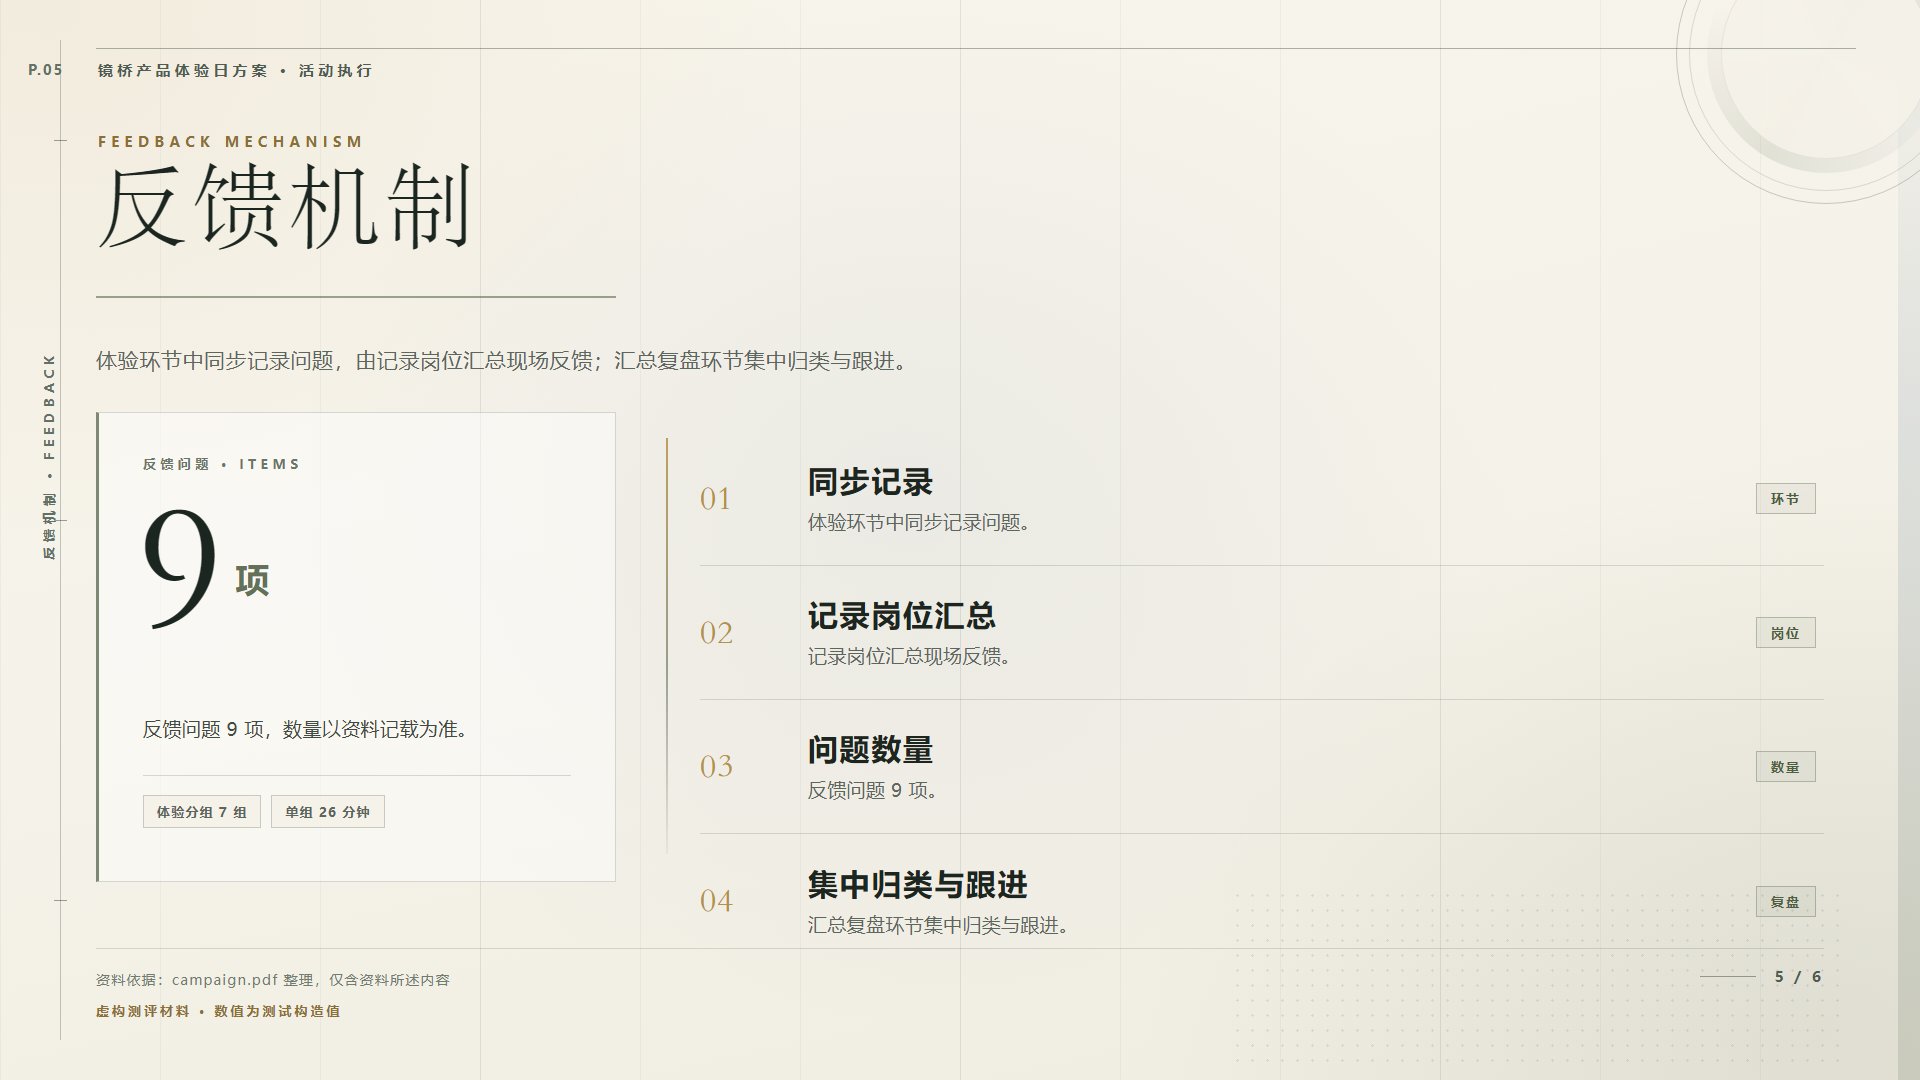 P.05
镜桥产品体验日方案 • 活动执行
FEEDBACK MECHANISM
反馈机制
体验环节中同步记录问题，由记录岗位汇总现场反馈；汇总复盘环节集中归类与跟进。
反馈机制 • FEEDBACK
反馈问题 • ITEMS
9 项
反馈问题 9 项，数量以资料记载为准。
体验分组 7 组
单组 26 分钟
01
同步记录
体验环节中同步记录问题。
环节
02
记录岗位汇总
记录岗位汇总现场反馈。
岗位
03
问题数量
反馈问题 9 项。
数量
04
集中归类与跟进
汇总复盘环节集中归类与跟进。
复盘
资料依据：campaign.pdf 整理，仅含资料所述内容
虚构测评材料 • 数值为测试构造值
5 / 6